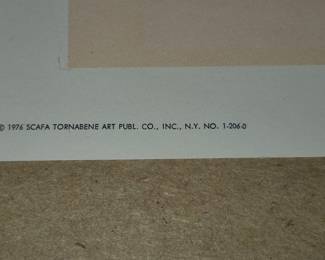 © 1976 SCAFA TORNABENE ART PUBL. CO., INC., N.Y. NO. 1-206-0